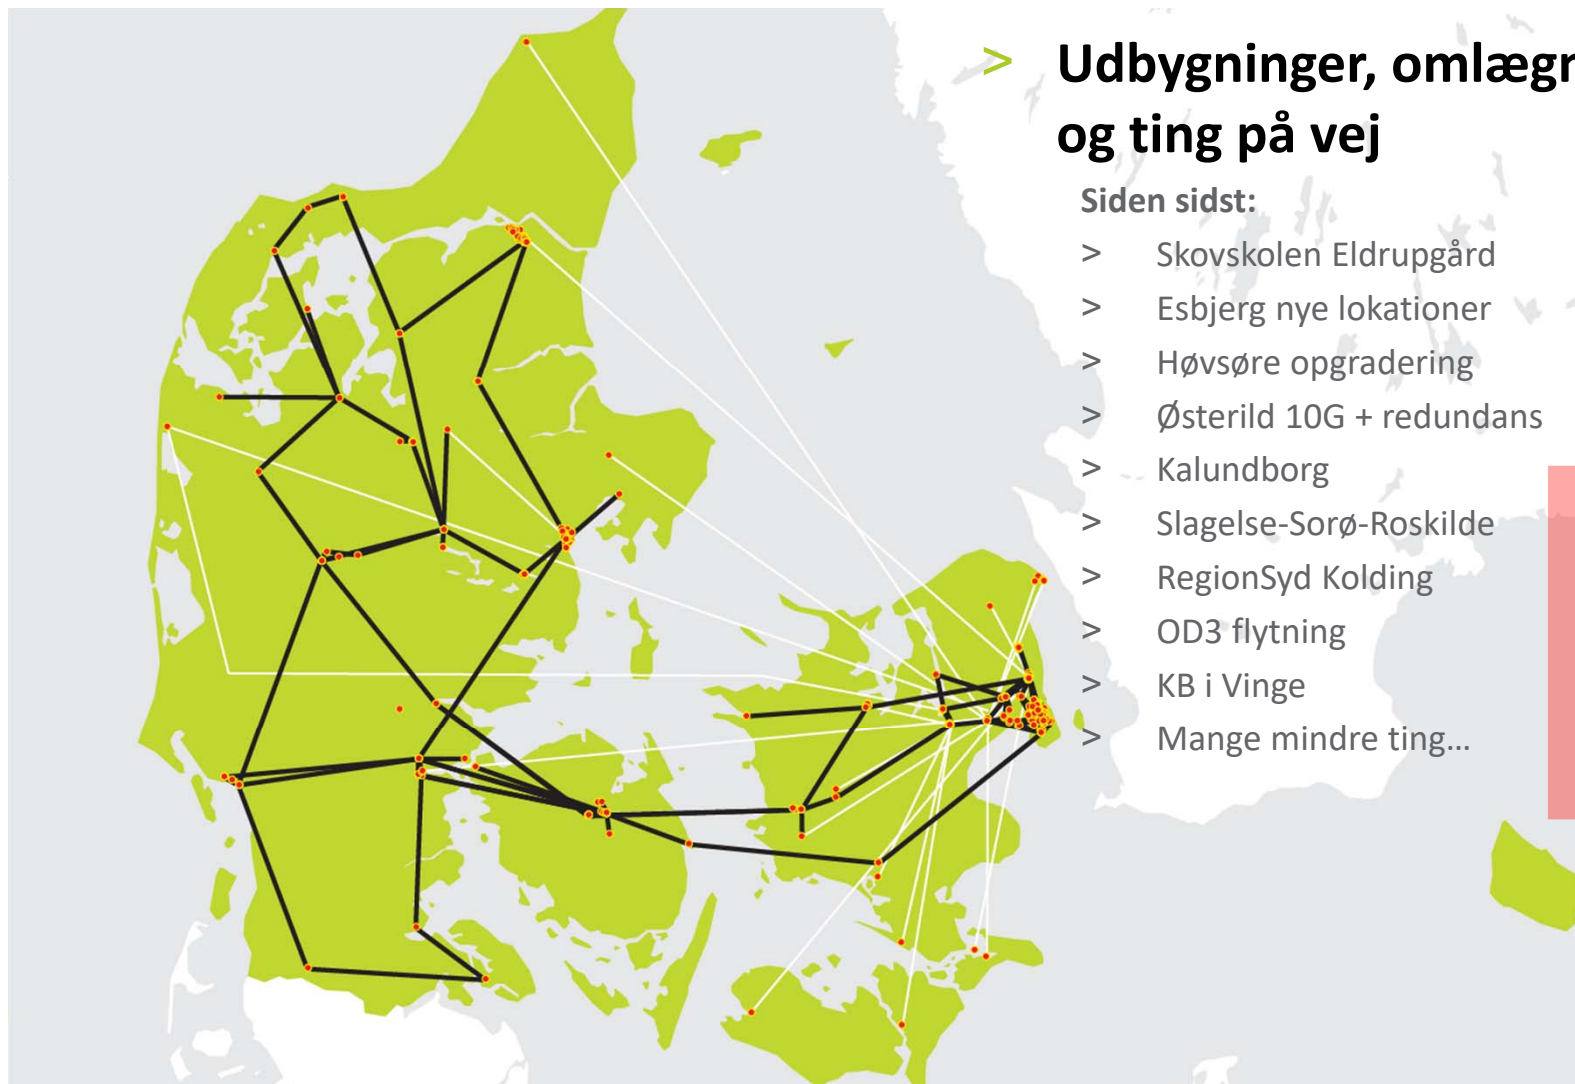 > Udbygninger, omlægn
og ting på vej
Siden sidst:
> Skovskolen Eldrupgård
> Esbjerg nye lokationer
> Høvsøre opgradering
> Østerild 10G + redundans
> Kalundborg
> Slagelse-Sorø-Roskilde
> RegionSyd Kolding
> OD3 flytning
> KB i Vinge
> Mange mindre ting…